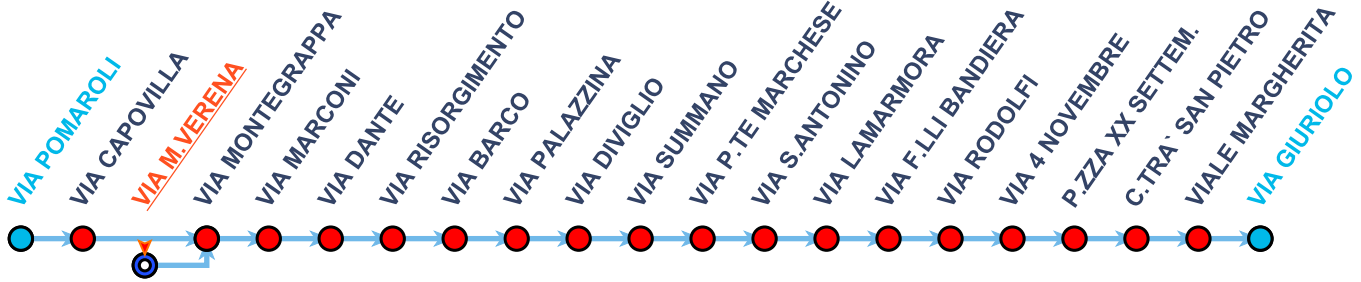 VIA POMAROLI
VIA CAPOVILLA
VIA M.VERENA
VIA MONTEGRAPPA
VIA MARCONI
VIA DANTE
VIA RISORGIMENTO
VIA BARCO
VIA PALAZZINA
VIA DIVIGLIO
VIA SUMMANO
VIA P.TE MARCHESE
VIA S.ANTONINO
VIA LAMARMORA
VIA F.LLI BANDIERA
VIA RODOLFI
VIA 4 NOVEMBRE
P.ZZA XX SETTEM.
C.TRA` SAN PIETRO
VIALE MARGHERITA
VIA GIURIOLO